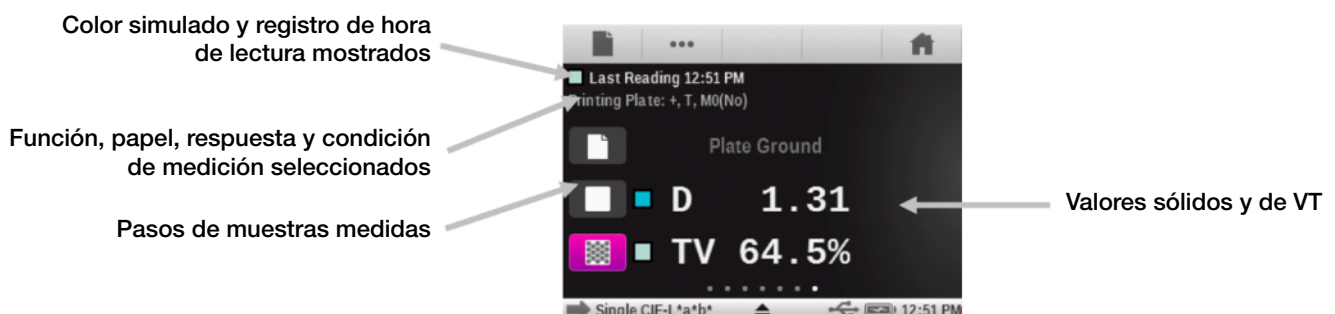 Color simulado y registro de hora
de lectura mostrados
Función, papel, respuesta y condición
de medición seleccionados
Pasos de muestras medidas
Last Reading 12:51 PM
Printing Plate: +, T, M0(No)
Plate Ground
D 1.31
TV 64.5%
Single CIE-L*a*b* 12:51 PM
Valores sólidos y de VT